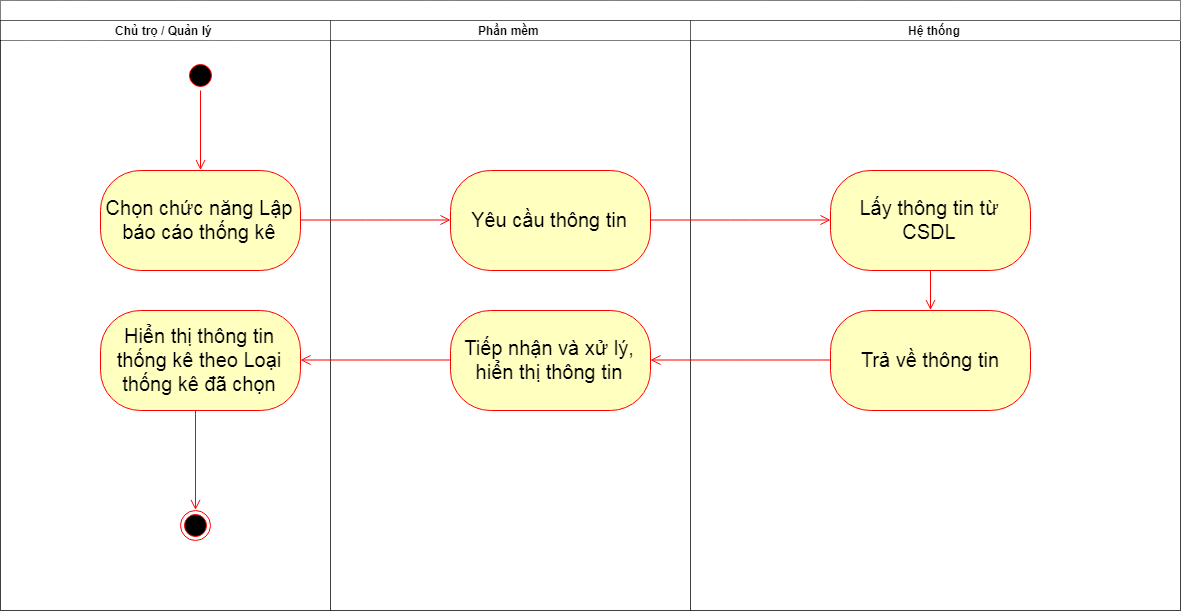 Chủ trọ / Quản lý
Phần mềm
Hệ thống
Chọn chức năng Lập
báo cáo thống kê
Yêu cầu thông tin
Lấy thông tin từ
CSDL
Hiển thị thông tin
thống kê theo Loại
thống kê đã chọn
Tiếp nhận và xử lý,
hiển thị thông tin
Trả về thông tin